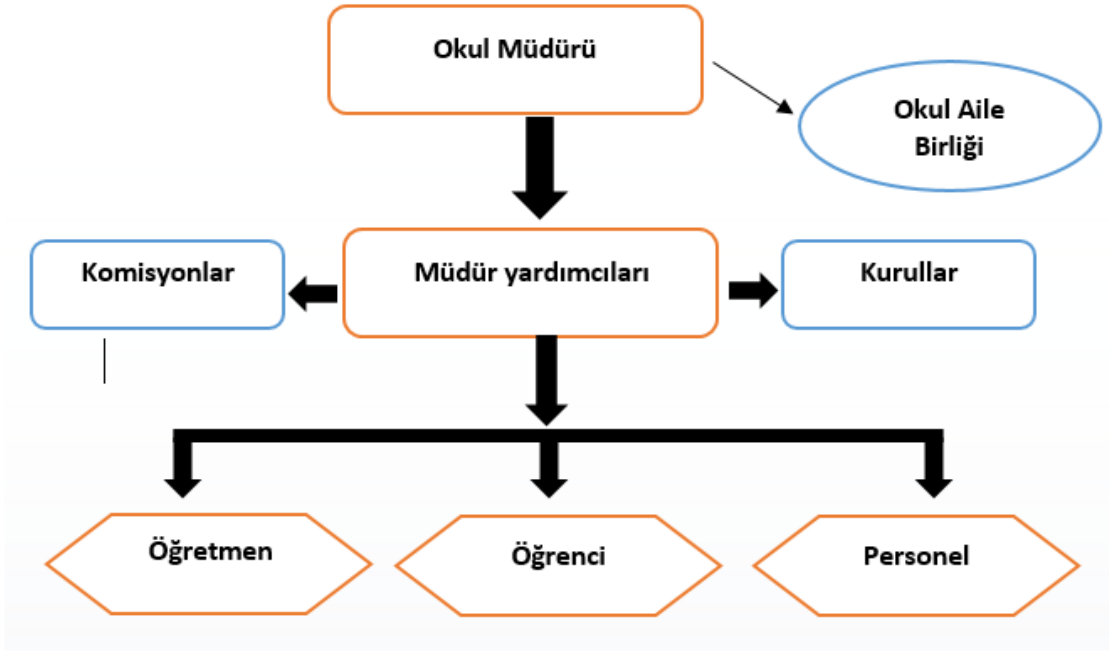 Okul Müdürü
Okul Aile
Birliği
Komisyonlar
Müdür yardımcıları
Kurullar
Öğretmen
Öğrenci
Personel